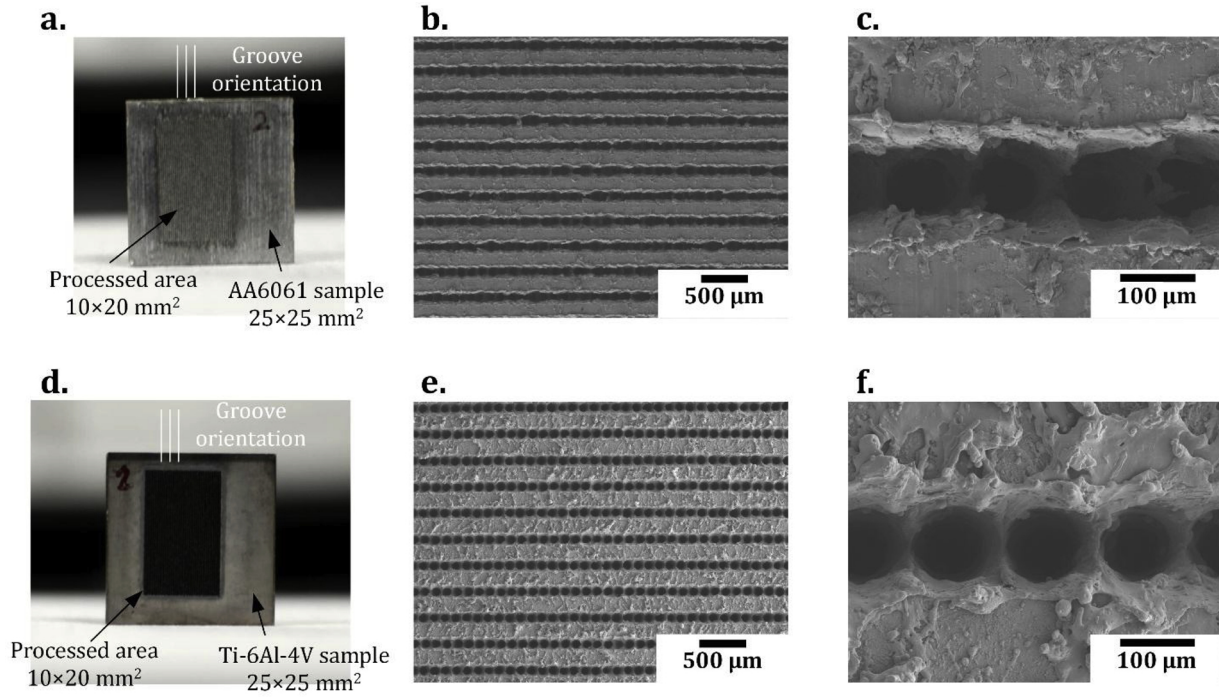 a.
Groove
orientation
2
Processed area
10×20 mm²
AA6061 sample
25×25 mm²
b.
500 µm
c.
100 µm
d.
Groove
orientation
Processed area
10×20 mm²
Ti-6Al-4V sample
25×25 mm²
e.
500 µm
f.
100 µm